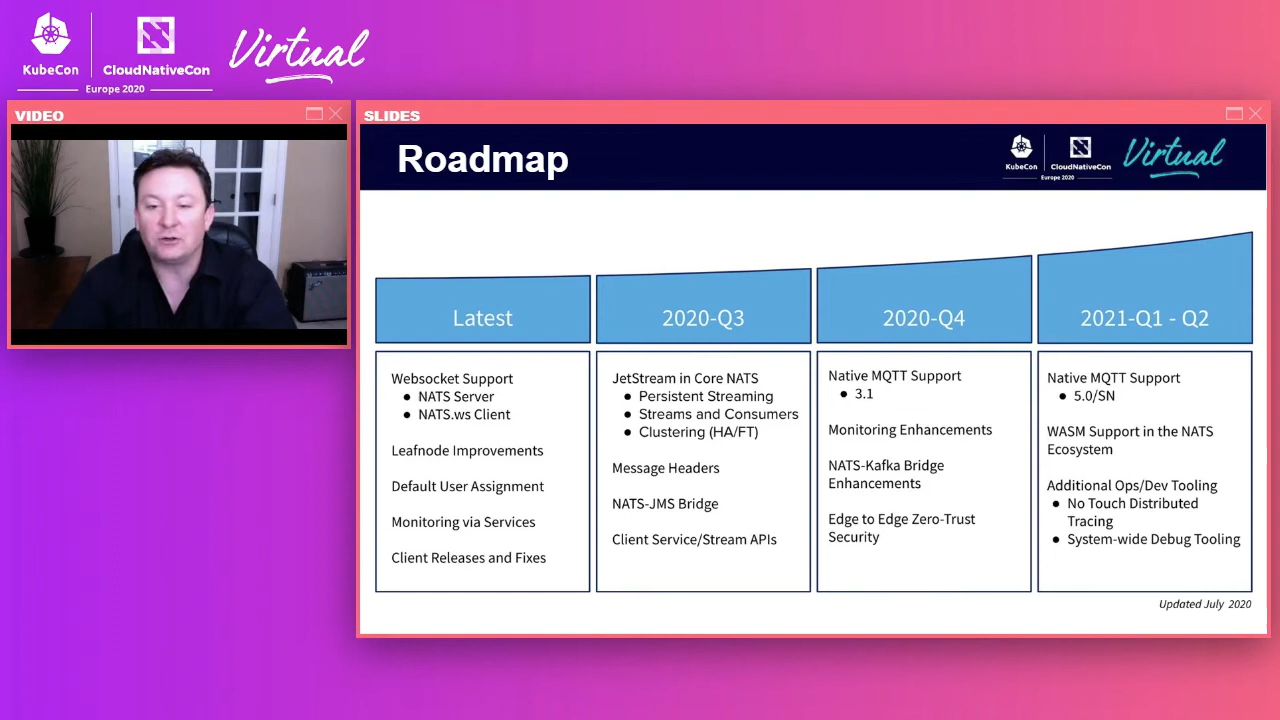 KubeCon
CloudNativeCon
Virtual
Europe 2020
VIDEO
SLIDES
Roadmap
KubeCon
CloudNativeCon
Virtual
Europe 2020
Latest
Websocket Support
● NATS Server
● NATS.ws Client
Leafnode Improvements
Default User Assignment
Monitoring via Services
Client Releases and Fixes
2020-Q3
JetStream in Core NATS
● Persistent Streaming
● Streams and Consumers
● Clustering (HA/FT)
Message Headers
NATS-JMS Bridge
Client Service/Stream APIs
2020-Q4
Native MQTT Support
● 3.1
Monitoring Enhancements
NATS-Kafka Bridge
Enhancements
Edge to Edge Zero-Trust
Security
2021-Q1 - Q2
Native MQTT Support
● 5.0/SN
WASM Support in the NATS
Ecosystem
Additional Ops/Dev Tooling
● No Touch Distributed
Tracing
● System-wide Debug Tooling
Updated July 2020